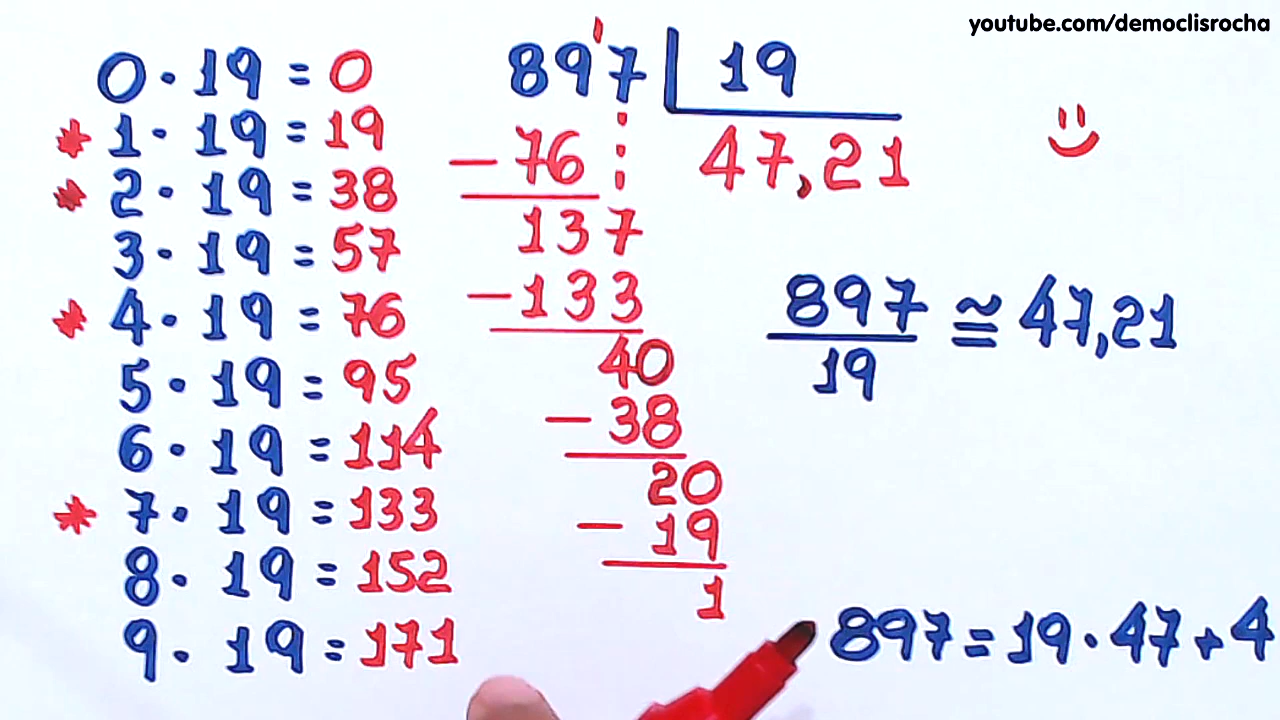 youtube.com/democlisrocha
0 · 19 = 0
* 1 · 19 = 19
* 2 · 19 = 38
3 · 19 = 57
* 4 · 19 = 76
5 · 19 = 95
6 · 19 = 114
* 7 · 19 = 133
8 · 19 = 152
9 · 19 = 171
897 | 19
- 76
47,21
137
- 133
40
- 38
20
- 19
1
897
19
≅ 47,21
897 = 19 · 47 + 4